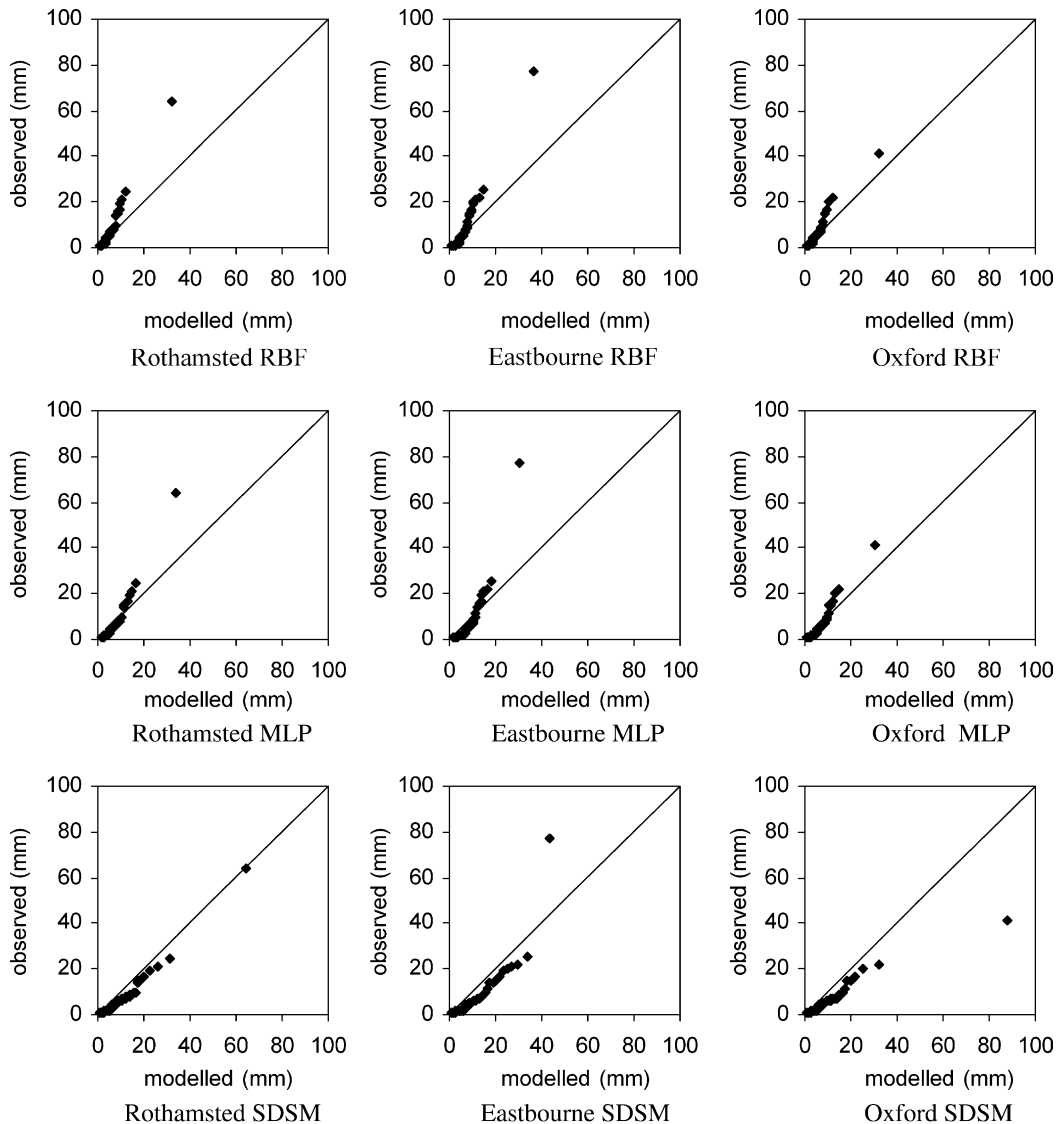 100 100 100
80 80 80
60 60 60
40 40 40
20 20 20
0 0 0
observed (mm) observed (mm) observed (mm)
0 20 40 60 80 100 0 20 40 60 80 100 0 20 40 60 80 100
modelled (mm) modelled (mm) modelled (mm)
Rothamsted RBF Eastbourne RBF Oxford RBF
100 100 100
80 80 80
60 60 60
40 40 40
20 20 20
0 0 0
observed (mm) observed (mm) observed (mm)
0 20 40 60 80 100 0 20 40 60 80 100 0 20 40 60 80 100
modelled (mm) modelled (mm) modelled (mm)
Rothamsted MLP Eastbourne MLP Oxford MLP
100 100 100
80 80 80
60 60 60
40 40 40
20 20 20
0 0 0
observed (mm) observed (mm) observed (mm)
0 20 40 60 80 100 0 20 40 60 80 100 0 20 40 60 80 100
modelled (mm) modelled (mm) modelled (mm)
Rothamsted SDSM Eastbourne SDSM Oxford SDSM